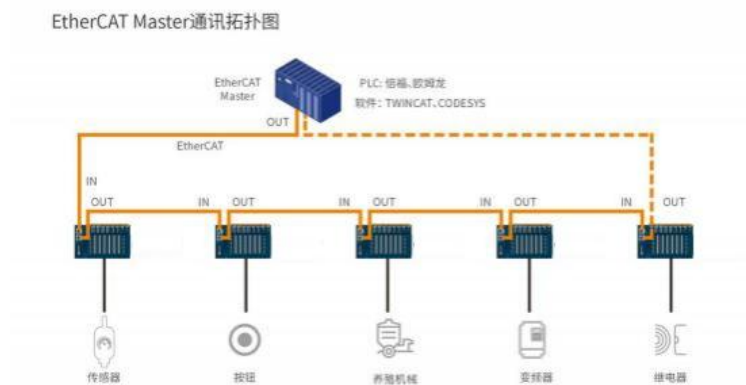 EtherCAT Master通讯拓扑图
EtherCAT
Master
PLC: 倍福、欧姆龙
软件: TWINCAT、CODESYS
OUT
EtherCAT
IN
OUT
IN
OUT
IN
OUT
IN
OUT
IN
OUT
传感器
按钮
养殖机械
变频器
继电器